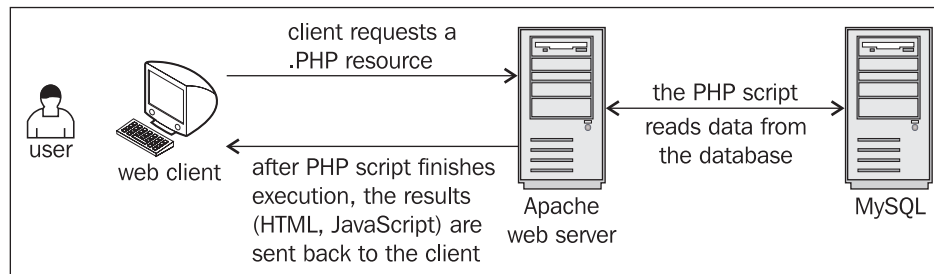 client requests a
.PHP resource
user
web client
after PHP script finishes
execution, the results
(HTML, JavaScript) are
sent back to the client
Apache
web server
the PHP script
reads data from
the database
MySQL